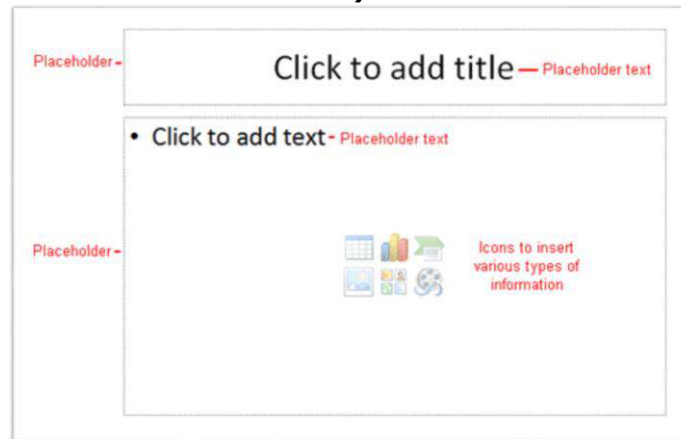 Placeholder
Click to add title
Placeholder text
• Click to add text
Placeholder text
Placeholder
Icons to insert
various types of
information